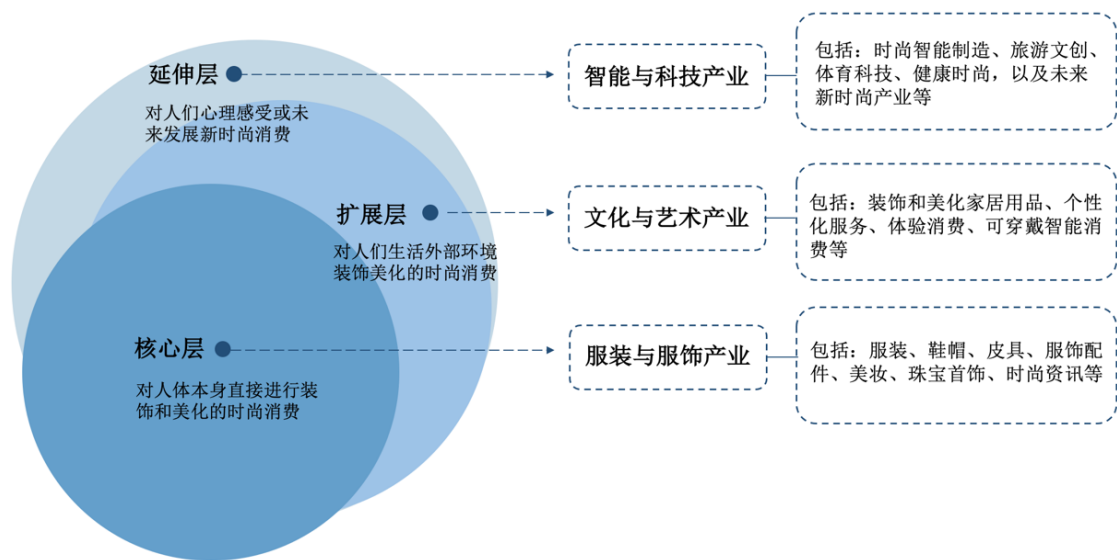 延伸层
对人们心理感受或未
来发展新时尚消费
智能与科技产业
包括：时尚智能制造、旅游文创、
体育科技、健康时尚，以及未来
新时尚产业等
扩展层
对人们生活外部环境
装饰美化的时尚消费
文化与艺术产业
包括：装饰和美化家居用品、个性
化服务、体验消费、可穿戴智能消
费等
核心层
对人体本身直接进行装
饰和美化的时尚消费
服装与服饰产业
包括：服装、鞋帽、皮具、服饰配
件、美妆、珠宝首饰、时尚资讯等